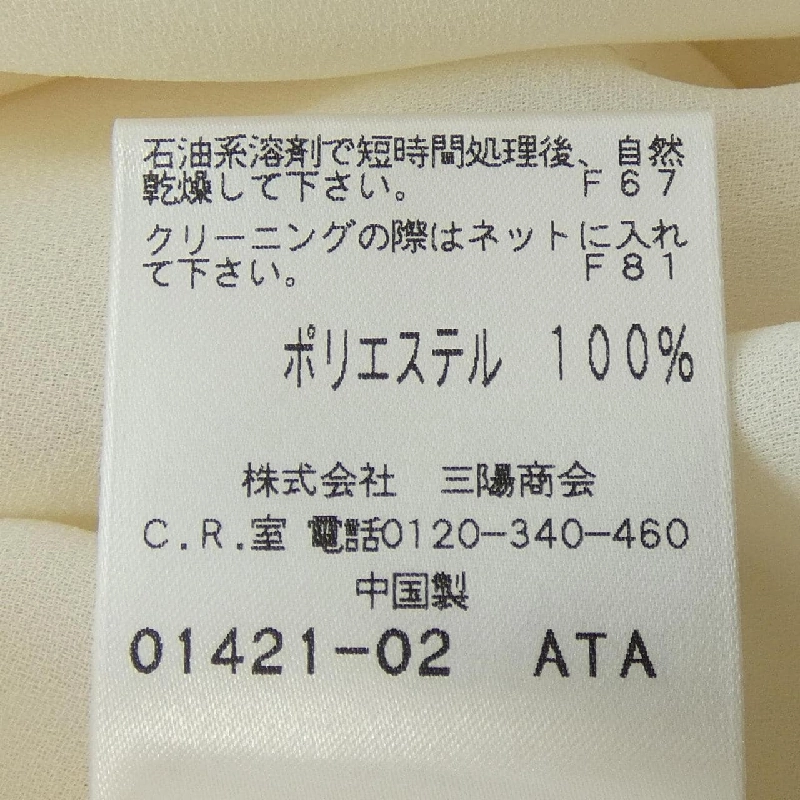 石油系溶剤で短時間処理後、自然
乾燥して下さい。 F67
クリーニングの際はネットに入れ
て下さい。 F81
ポリエステル 100%
株式会社 三陽商会
C.R.室 電話0120-340-460
中国製
01421-02 ATA